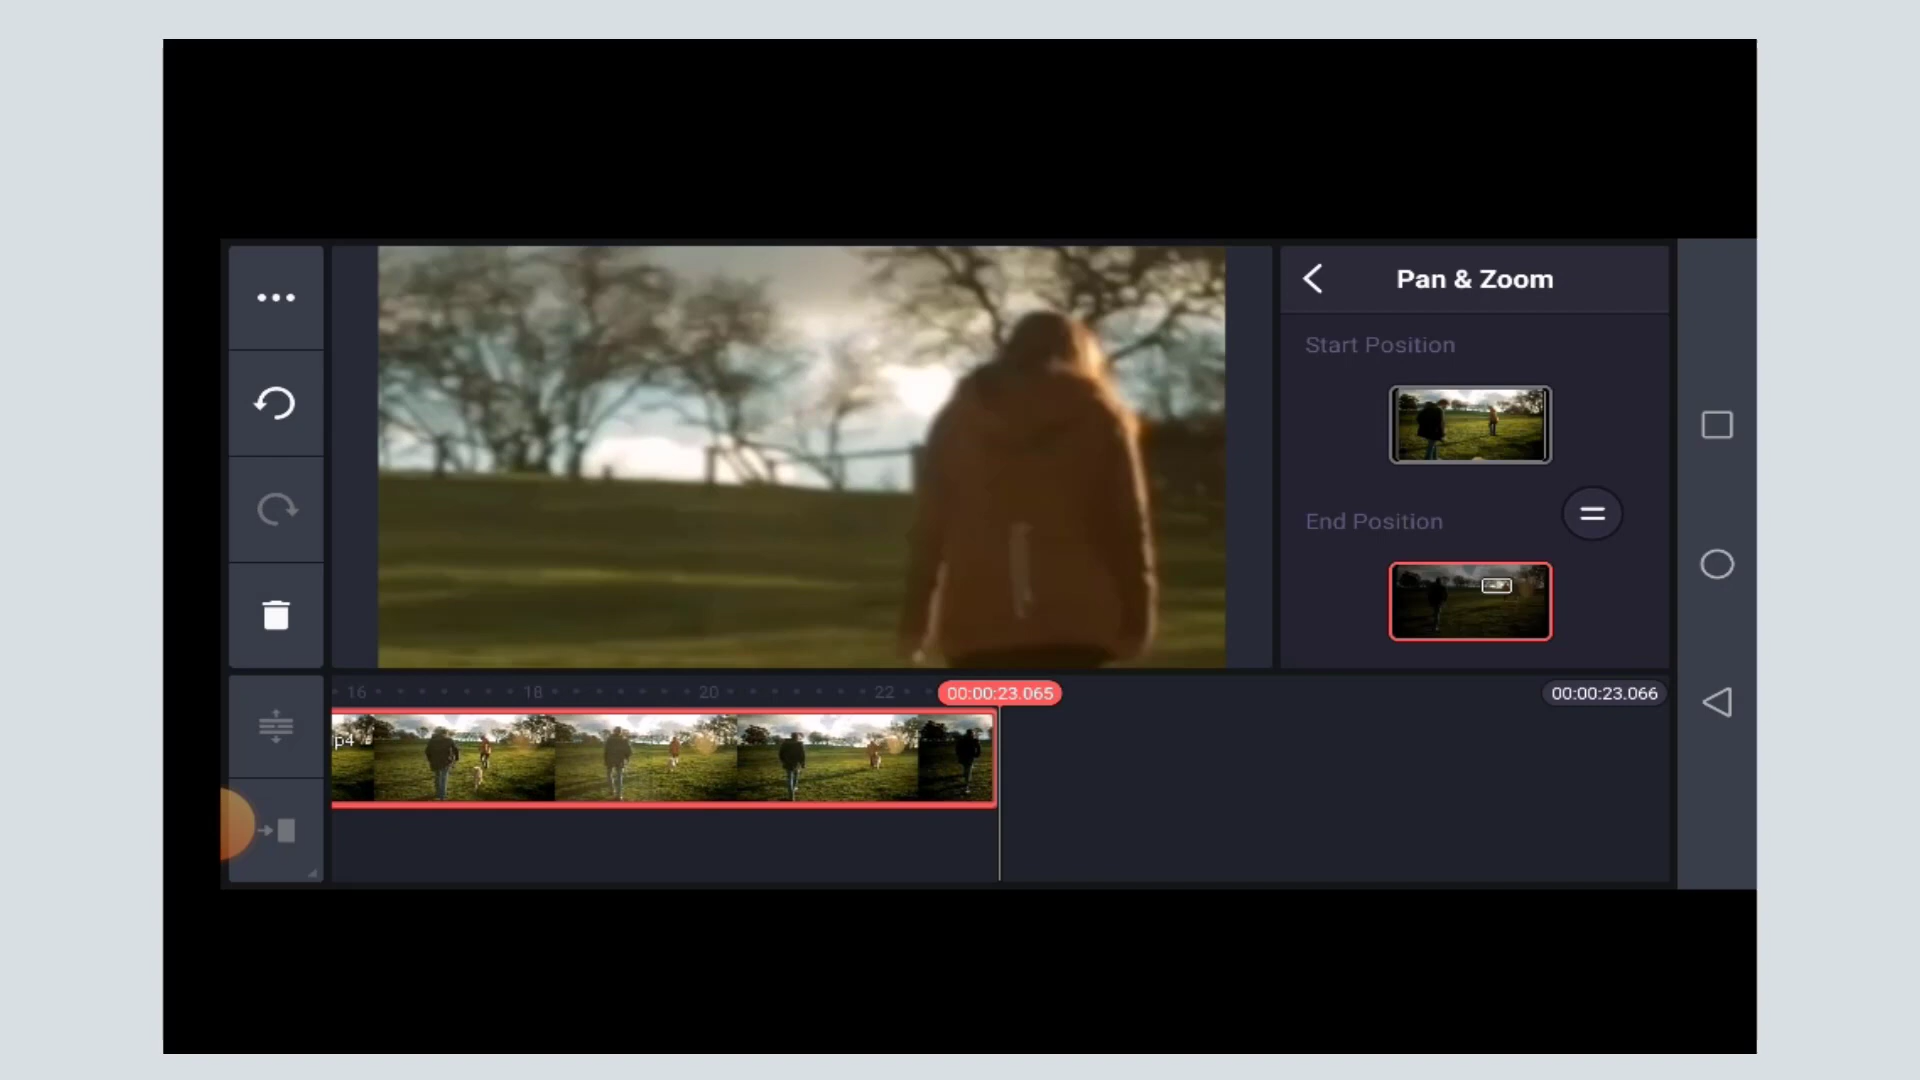 Pan & Zoom
Start Position
End Position
16 18 20 22 00:00:23.065 00:00:23.066
p4